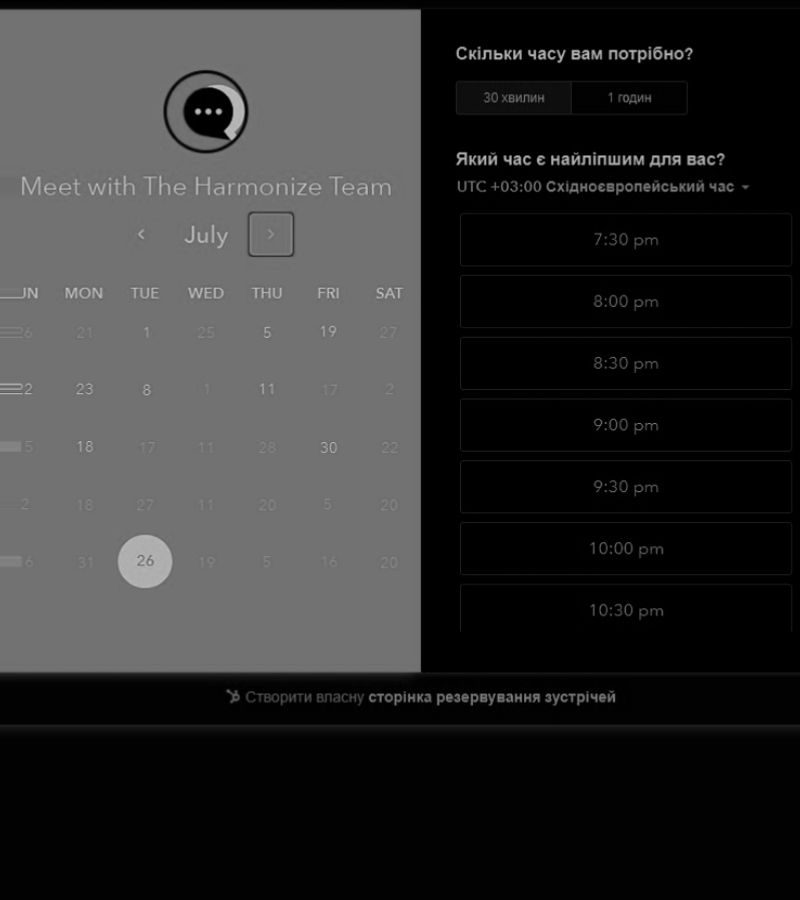 Meet with The Harmonize Team
July
UN MON TUE WED THU FRI SAT
6 21 1 25 5 19 27
2 23 8 1 11 17 2
5 18 17 11 28 30 22
2 18 27 11 20 5 20
6 31 26 19 5 16 20
Скільки часу вам потрібно?
30 хвилин 1 годин
Який час є найліпшим для вас?
UTC +03:00 Східноєвропейський час
7:30 pm
8:00 pm
8:30 pm
9:00 pm
9:30 pm
10:00 pm
10:30 pm
Створити власну сторінка резервування зустрічей